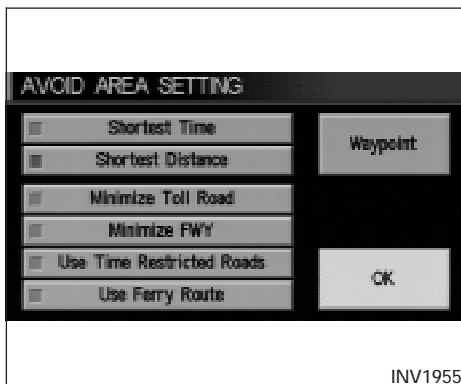 AVOID AREA SETTING
Shortest Time
Shortest Distance
Minimize Toll Road
Minimize FWY
Use Time Restricted Roads
Use Ferry Route
Waypoint
OK
INV1955